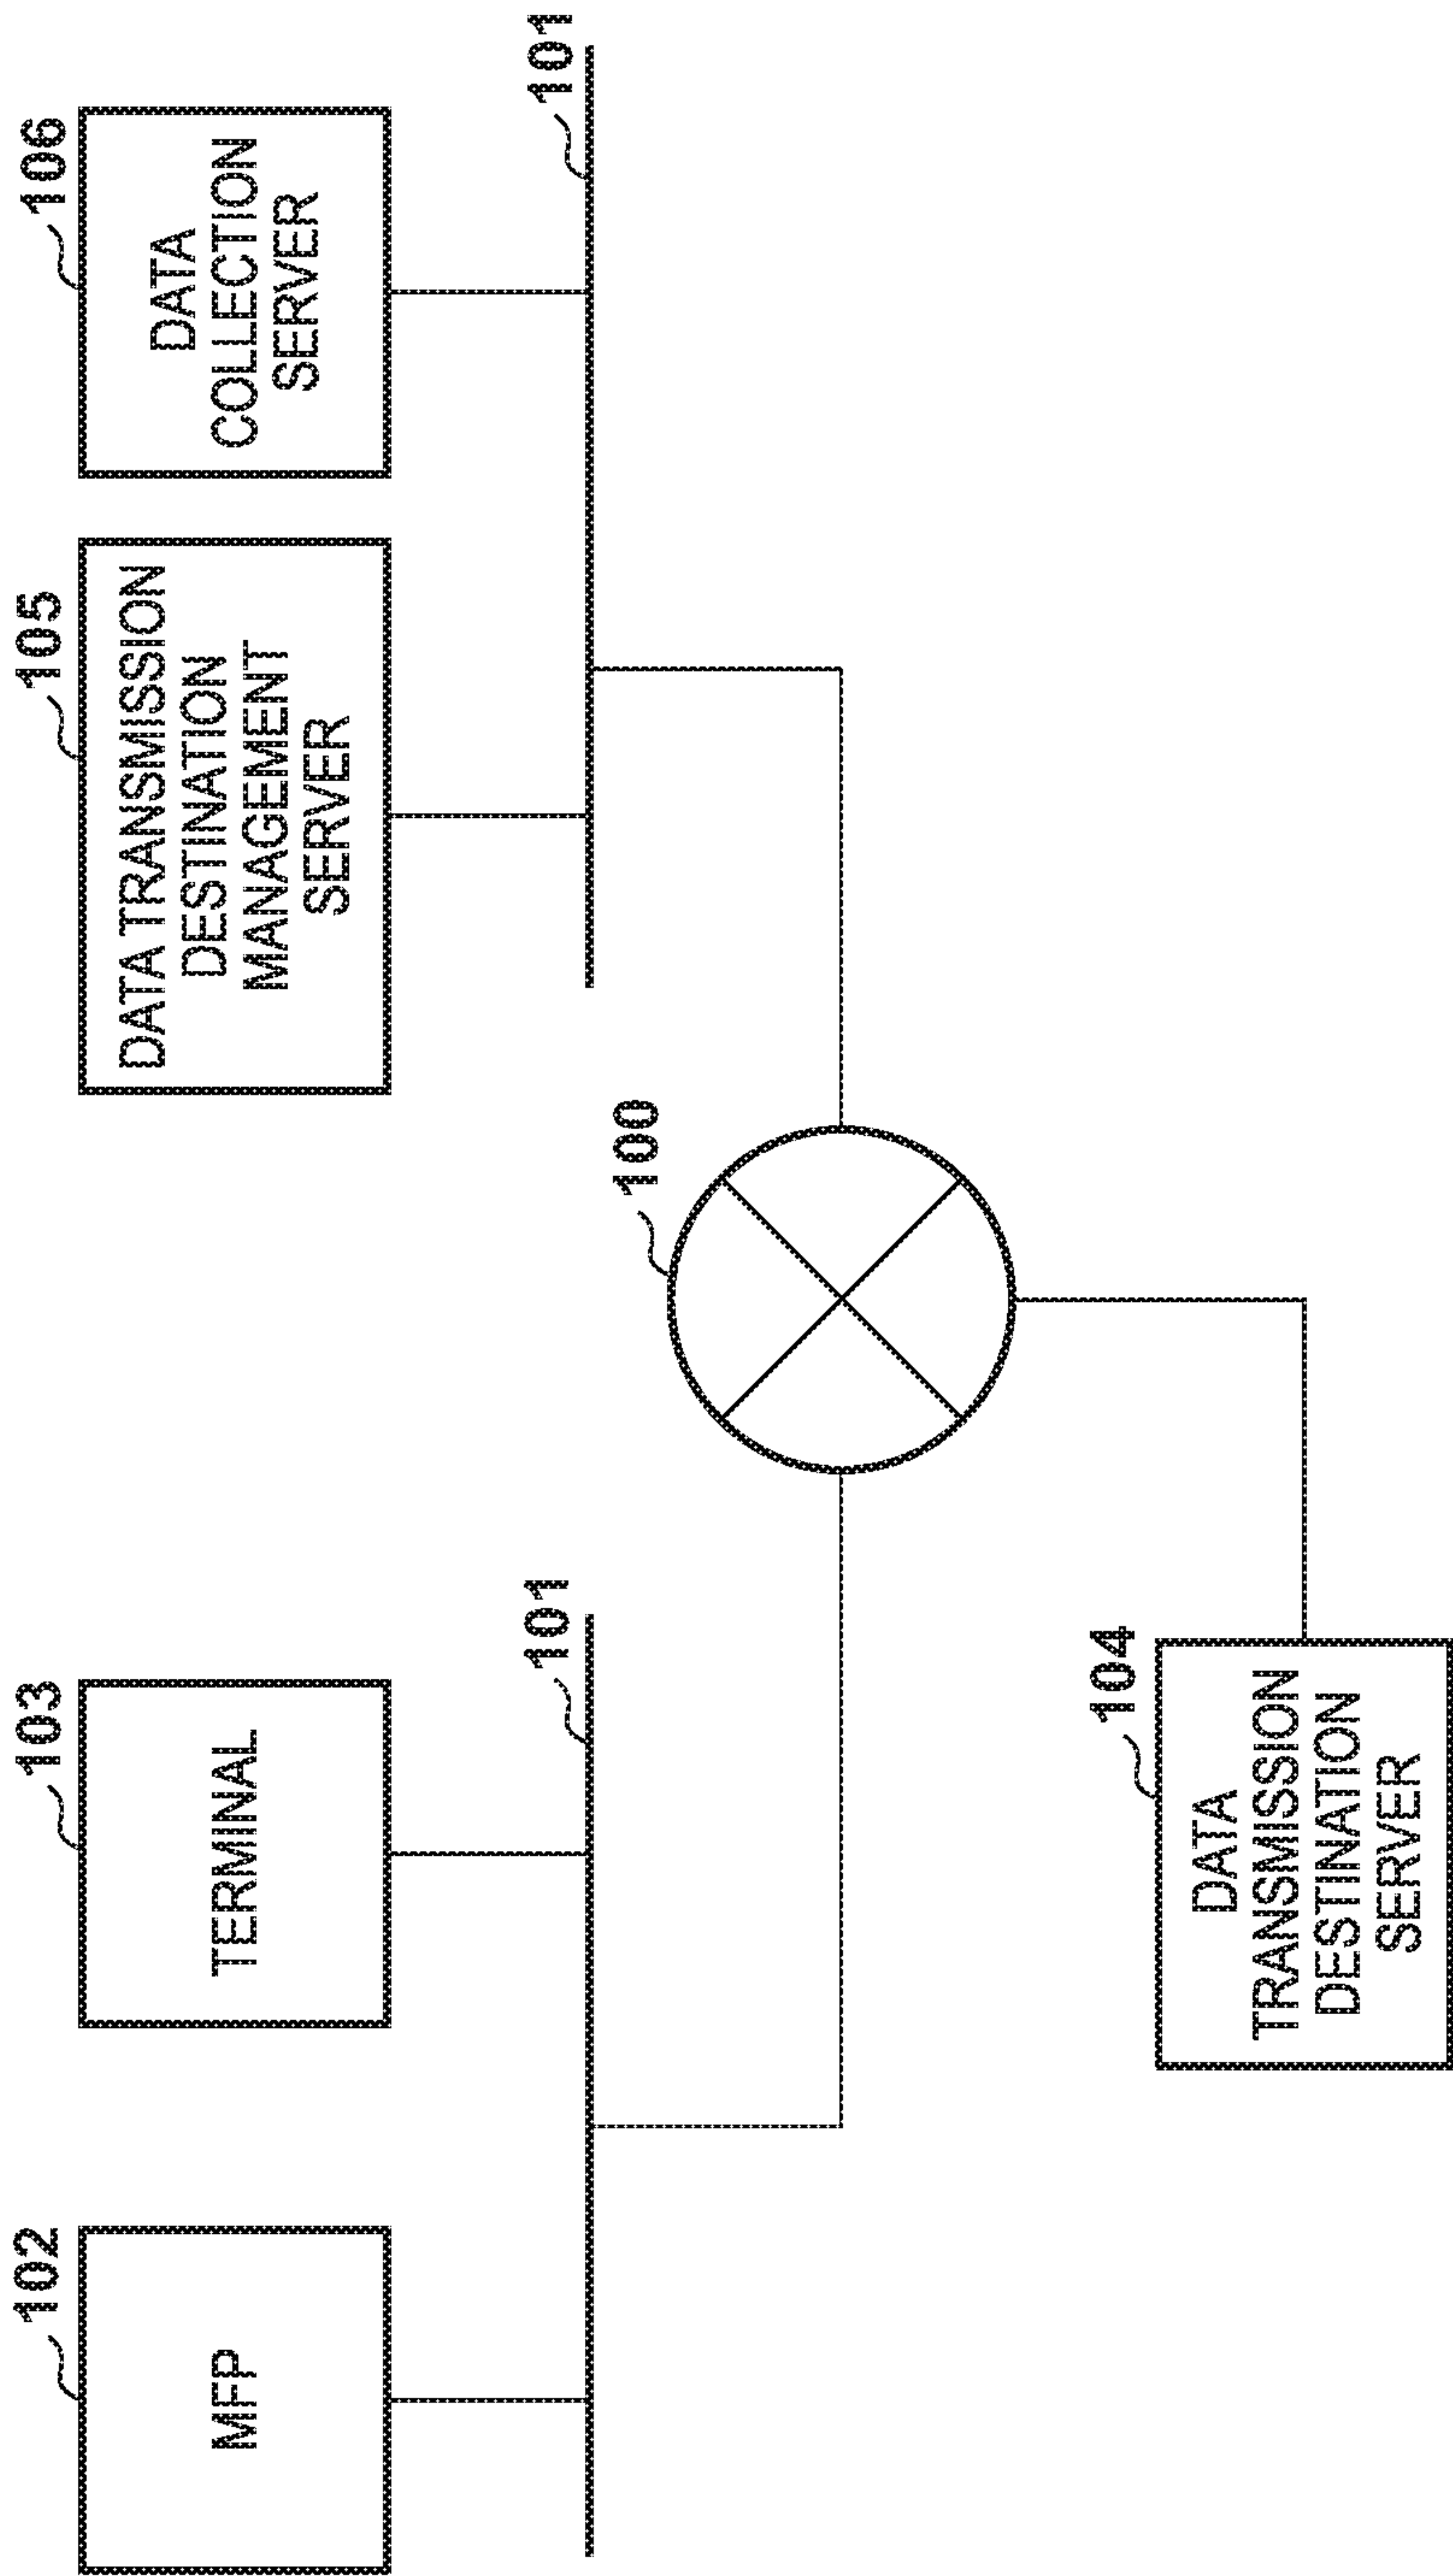 102
MFP
103
TERMINAL
101
105
DATA TRANSMISSION
DESTINATION
MANAGEMENT
SERVER
106
DATA
COLLECTION
SERVER
101
100
104
DATA
TRANSMISSION
DESTINATION
SERVER